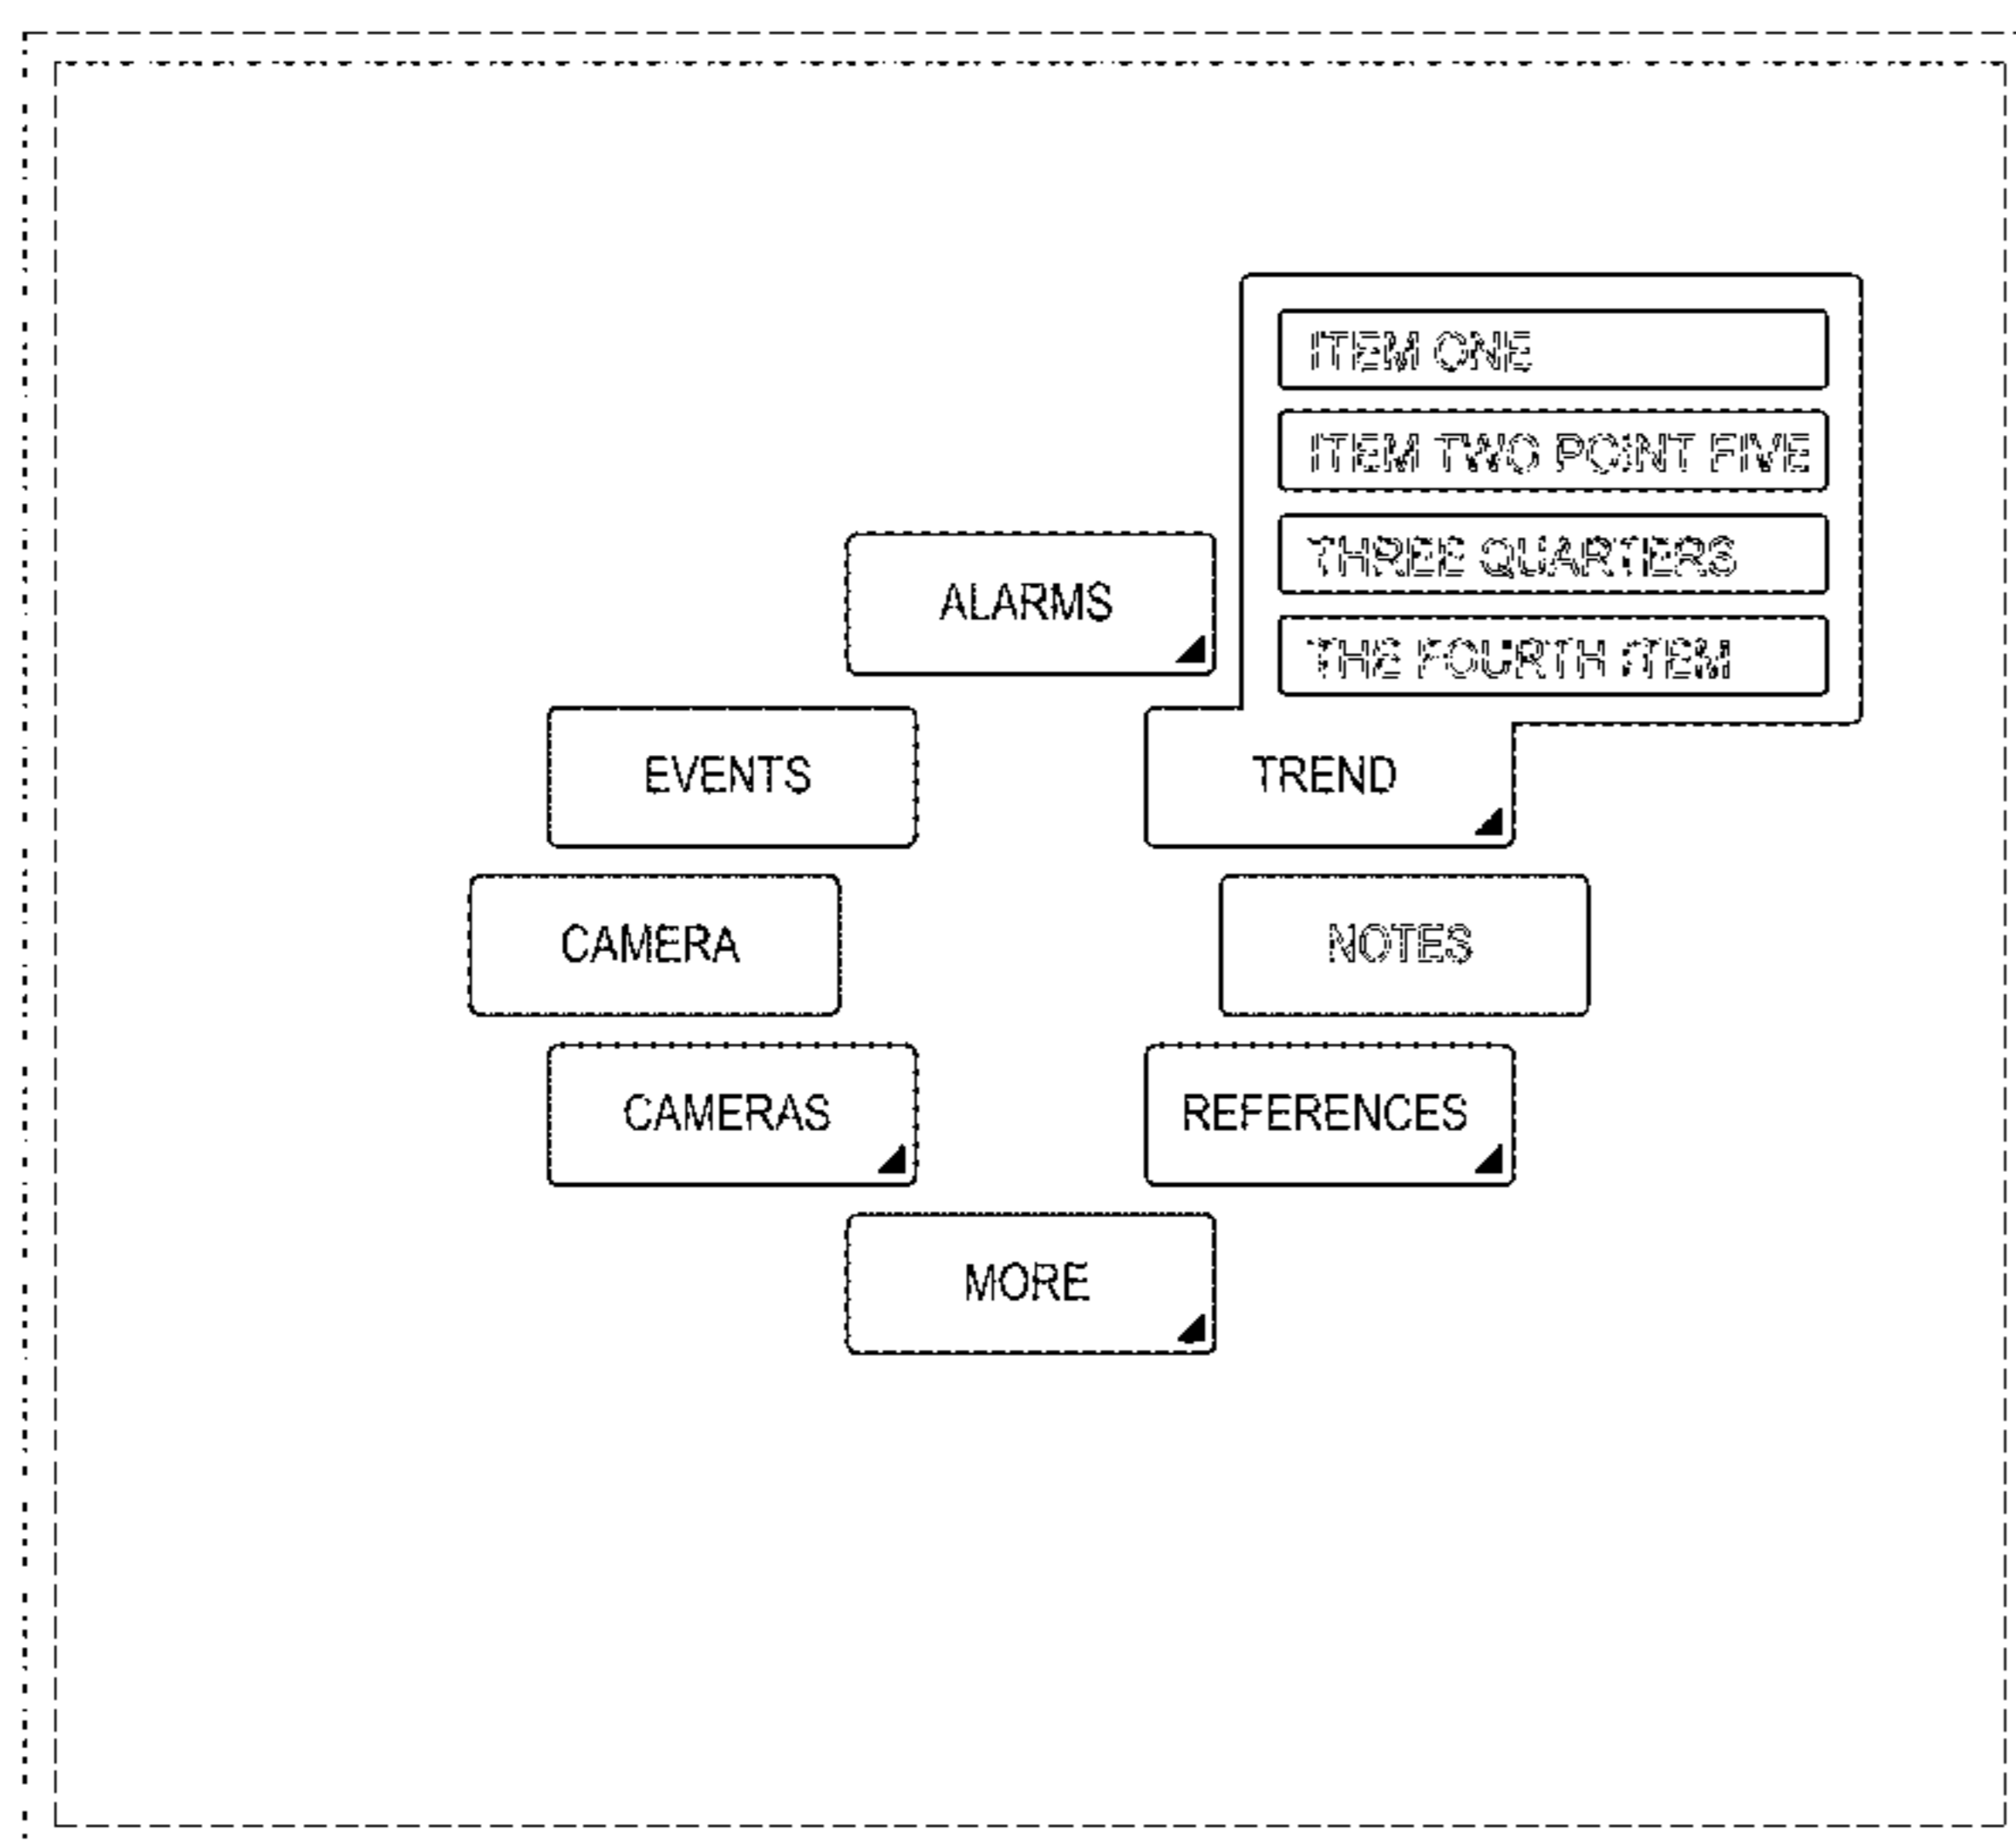 ITEM ONE
ITEM TWO POINT FIVE
THREE QUARTERS
THE FOURTH ITEM
ALARMS
EVENTS
TREND
CAMERA
NOTES
CAMERAS
REFERENCES
MORE